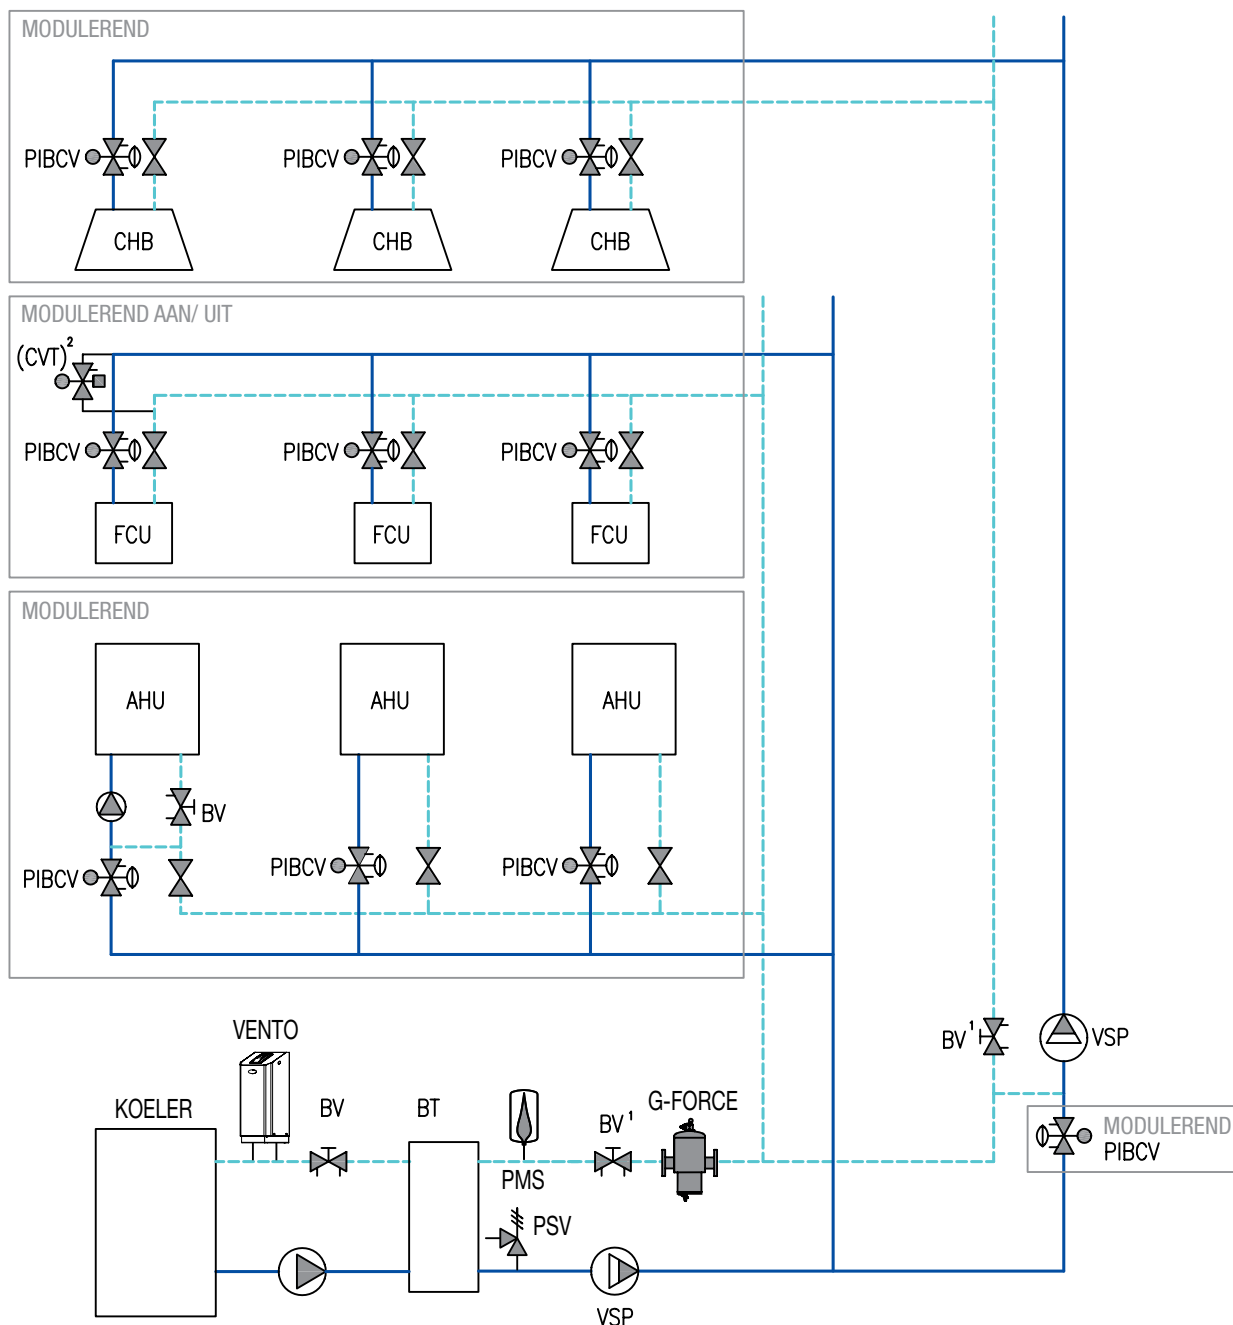 MODULEREND
PIBCV PIBCV PIBCV
CHB CHB CHB
MODULEREND AAN/ UIT
(CVT)²
PIBCV PIBCV PIBCV
FCU FCU FCU
MODULEREND
AHU AHU AHU
BV
PIBCV PIBCV PIBCV
BV¹ VSP
MODULEREND
PIBCV
VENTO
KOELER BV BT BV¹ G-FORCE
PMS
PSV
VSP